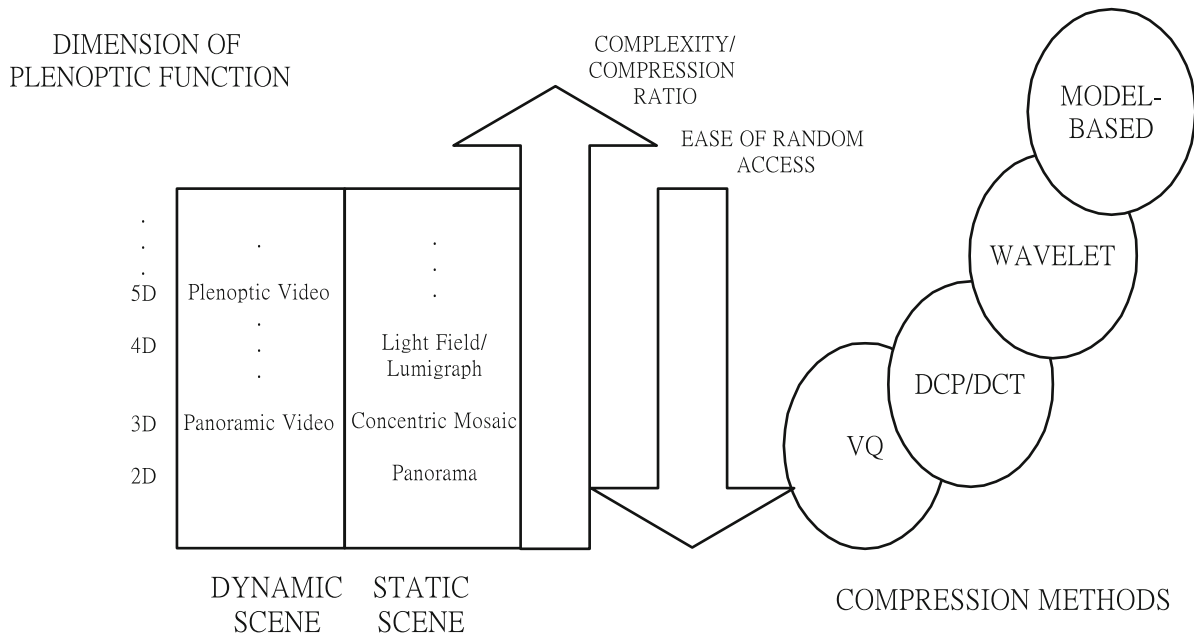 DIMENSION OF
PLENOPTIC FUNCTION
COMPLEXITY/
COMPRESSION
RATIO
EASE OF RANDOM
ACCESS
5D
4D
3D
2D
Plenoptic Video
Panoramic Video
Light Field/
Lumigraph
Concentric Mosaic
Panorama
DYNAMIC
SCENE
STATIC
SCENE
MODEL-
BASED
WAVELET
DCP/DCT
VQ
COMPRESSION METHODS